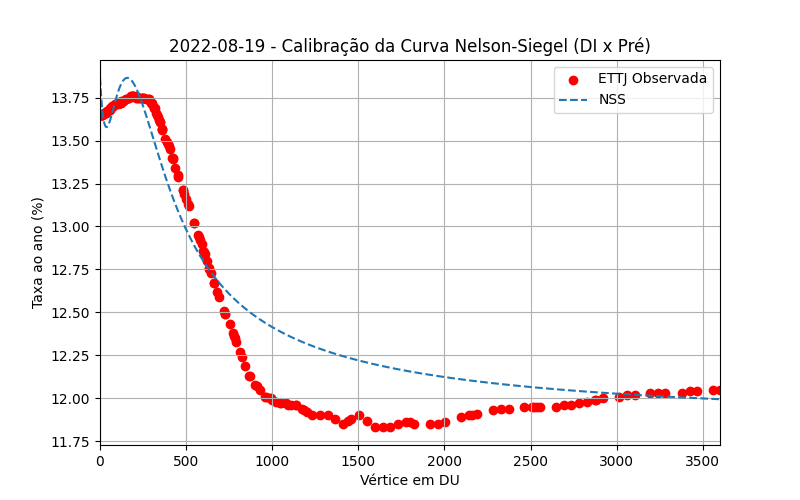 2022-08-19 - Calibração da Curva Nelson-Siegel (DI x Pré)
ETTJ Observada
NSS
Taxa ao ano (%)
13.75
13.50
13.25
13.00
12.75
12.50
12.25
12.00
11.75
0 500 1000 1500 2000 2500 3000 3500
Vértice em DU